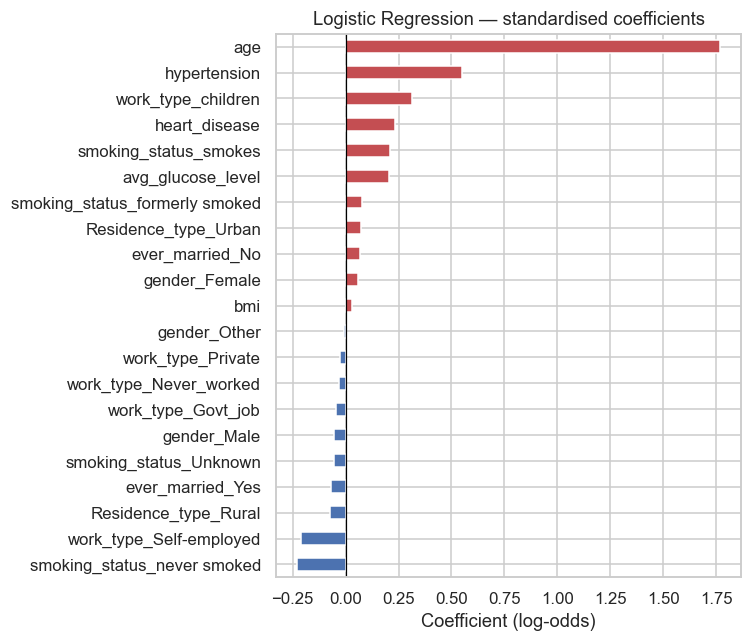 Logistic Regression — standardised coefficients
age
hypertension
work_type_children
heart_disease
smoking_status_smokes
avg_glucose_level
smoking_status_formerly smoked
Residence_type_Urban
ever_married_No
gender_Female
bmi
gender_Other
work_type_Private
work_type_Never_worked
work_type_Govt_job
gender_Male
smoking_status_Unknown
ever_married_Yes
Residence_type_Rural
work_type_Self-employed
smoking_status_never smoked
−0.25 0.00 0.25 0.50 0.75 1.00 1.25 1.50 1.75
Coefficient (log-odds)